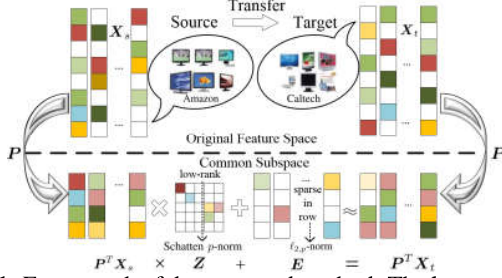 Transfer
Source Target
X_s X_t
... ...
Amazon Caltech
... ...
Original Feature Space
P P
Common Subspace
low-rank
...
... sparse in row
Schatten p-norm ℓ_{2,p}-norm
P^T X_s × Z + E = P^T X_t